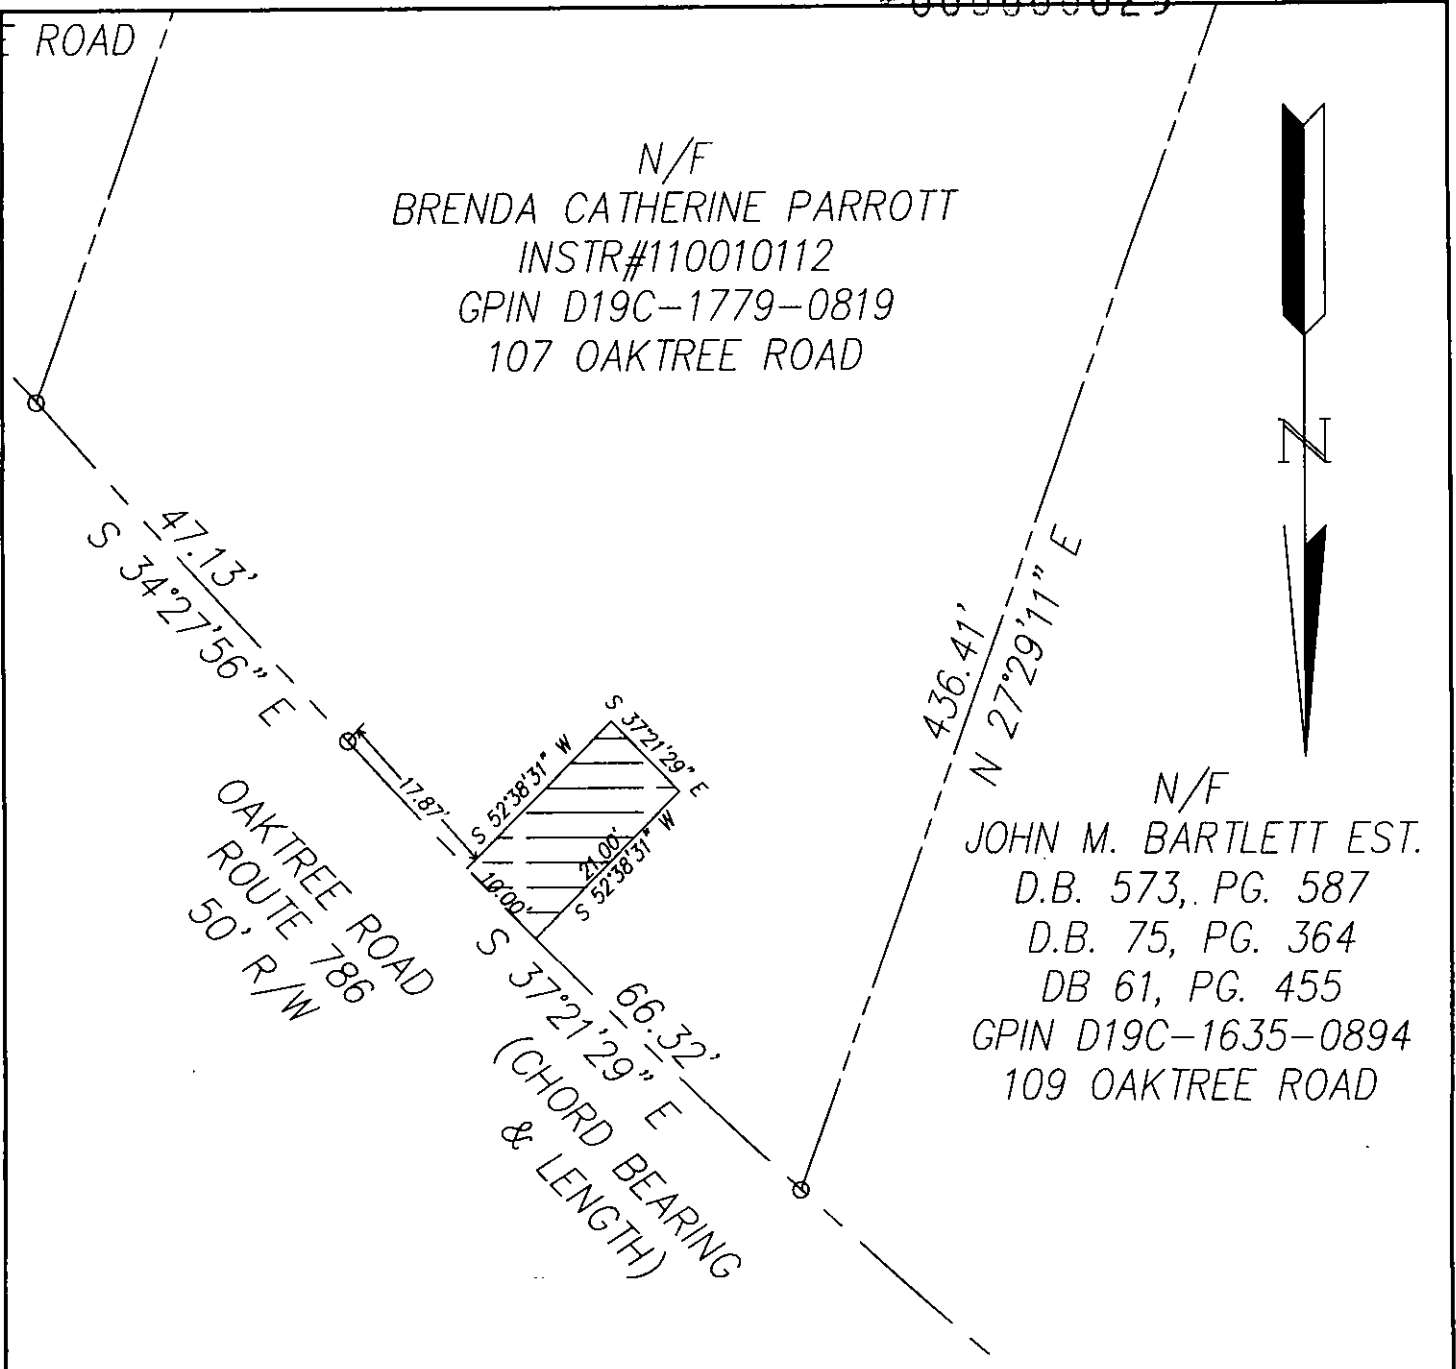 ROAD
N/F
BRENDA CATHERINE PARROTT
INSTR#110010112
GPIN D19C-1779-0819
107 OAKTREE ROAD
N
47.13'
S 34°27'56" E
17.87'
S 52°38'31" W
S 37°21'29" E
21.00'
S 52°38'31" W
10.00'
436.41'
N 27°29'11" E
OAKTREE ROAD
ROUTE 786
50' R/W
66.32'
S 37°21'29" E
(CHORD BEARING
& LENGTH)
N/F
JOHN M. BARTLETT EST.
D.B. 573, PG. 587
D.B. 75, PG. 364
DB 61, PG. 455
GPIN D19C-1635-0894
109 OAKTREE ROAD